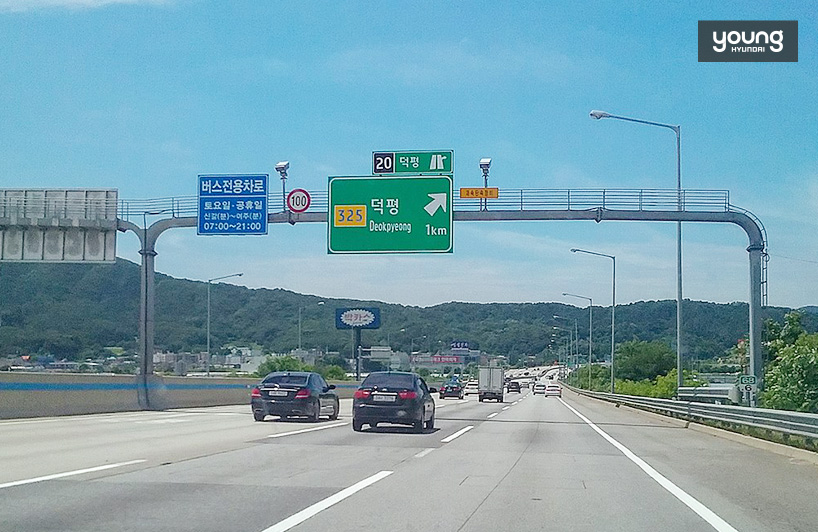 young
HYUNDAI
20 덕평
버스전용차로
토요일·공휴일
신갈(분)~여주(분)
07:00~21:00
100
325
덕평
Deokpyeong
1km
68